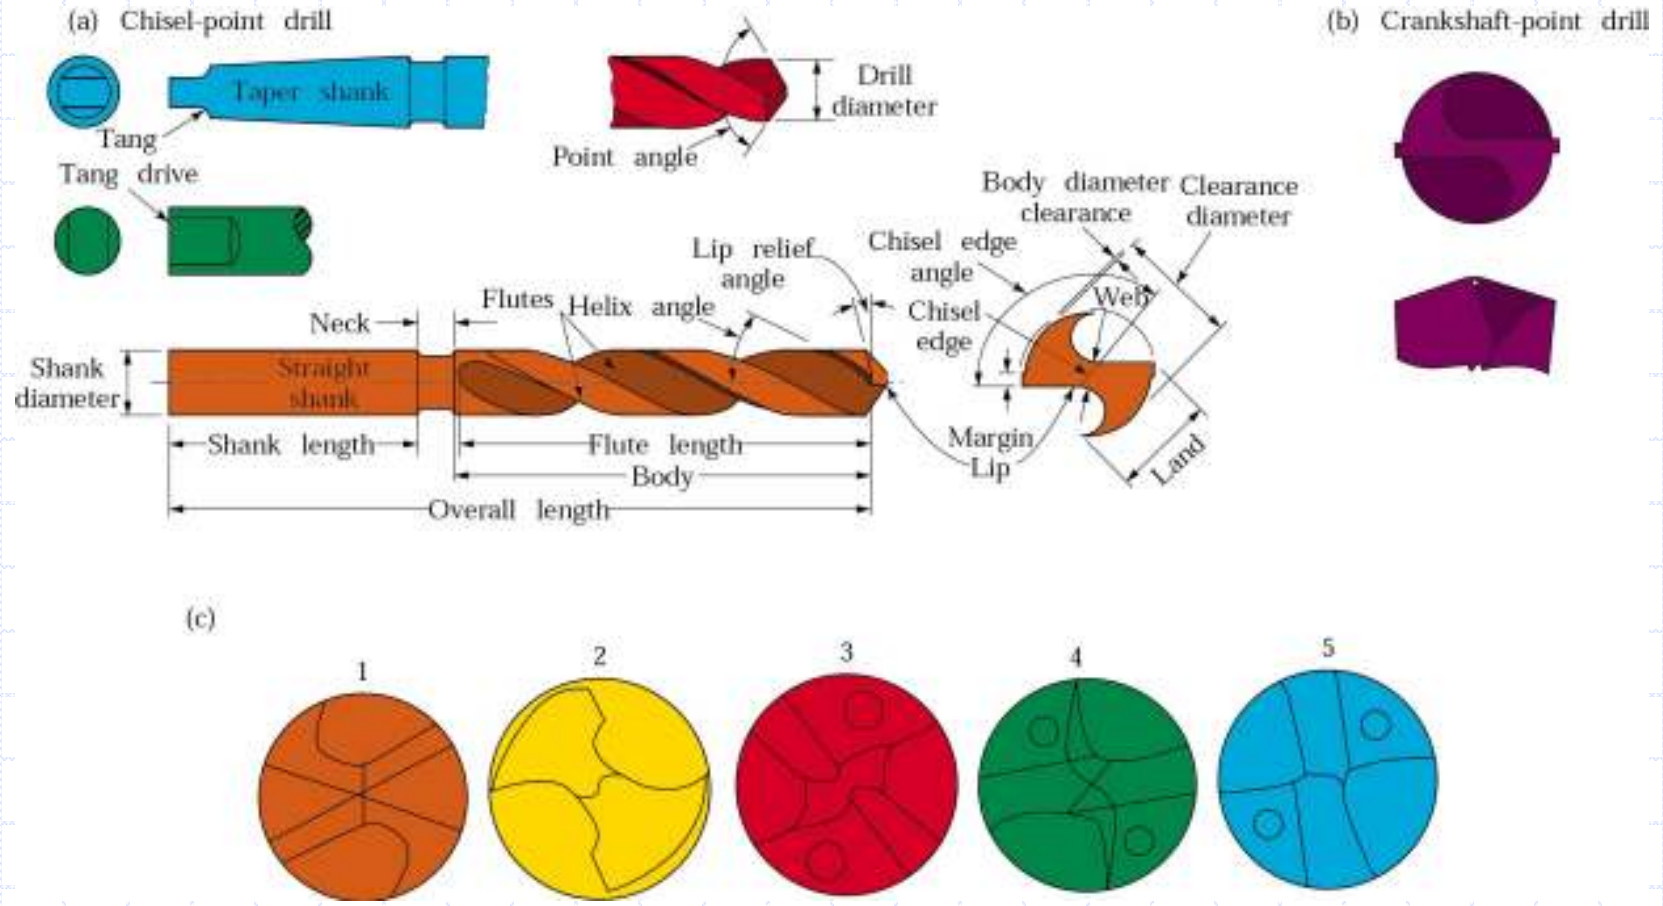 (a) Chisel-point drill
(b) Crankshaft-point drill
Taper shank
Tang
Drill
diameter
Point angle
Tang drive
Body diameter
clearance
Clearance
diameter
Lip relief
angle
Chisel edge
angle
Flutes
Helix angle
Web
Neck
Chisel
edge
Shank
diameter
Straight
shank
Shank length
Flute length
Margin
Lip
Land
Body
Overall length
(c)
1
2
3
4
5